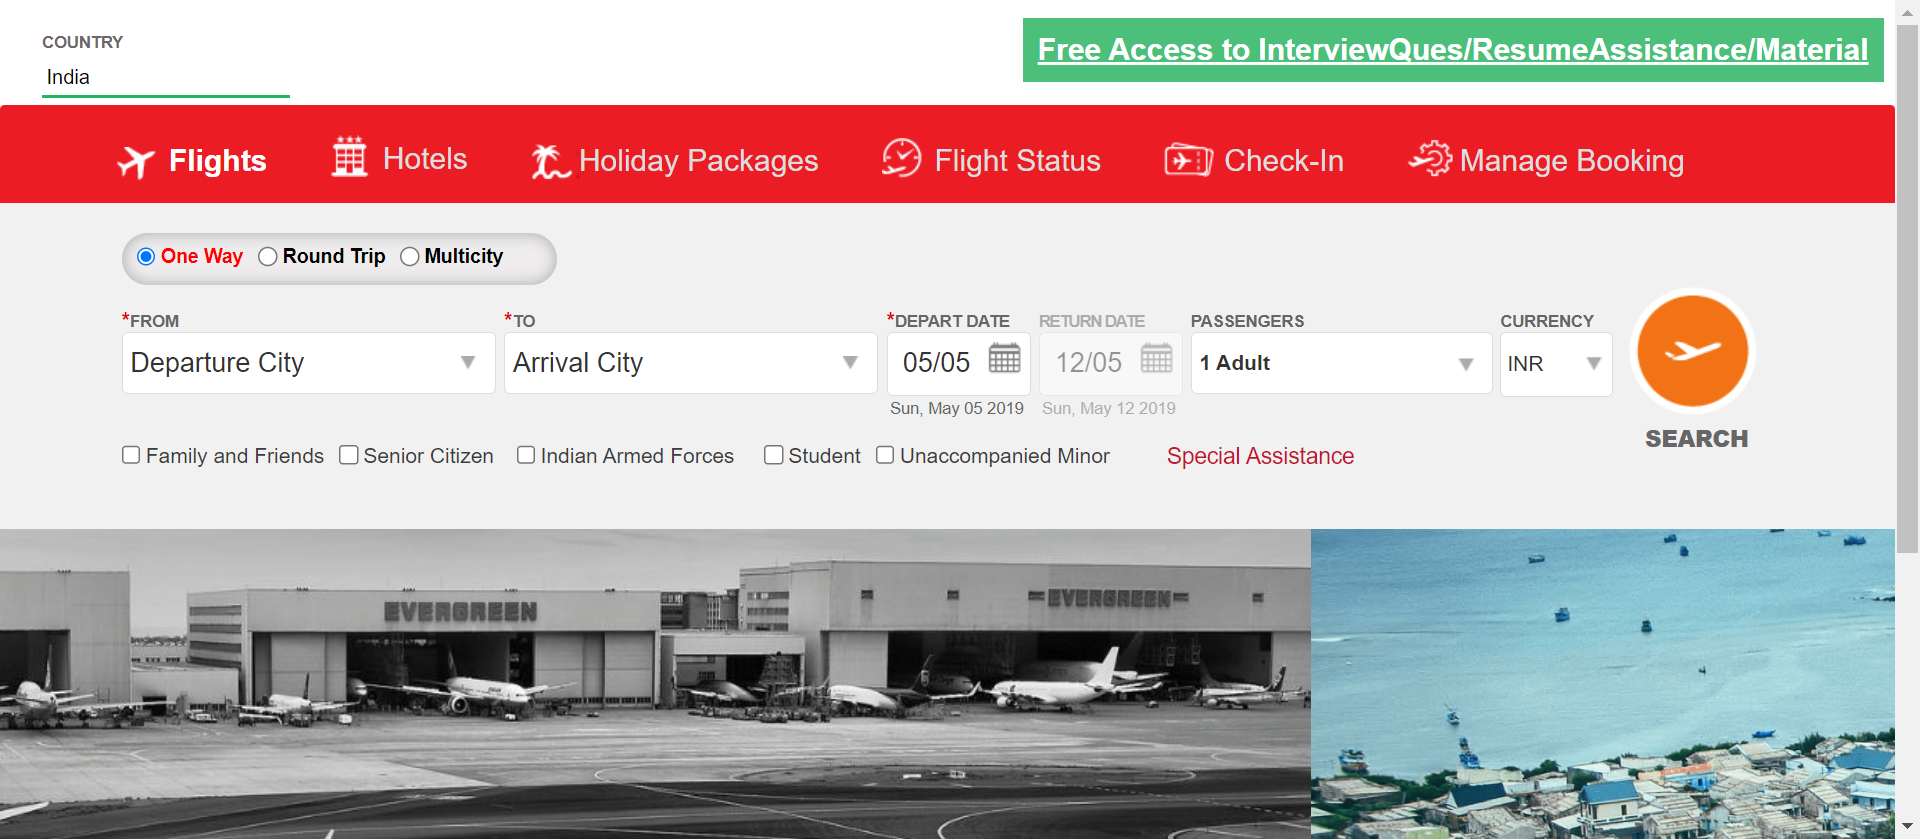 COUNTRY
India
Free Access to InterviewQues/ResumeAssistance/Material
Flights
Hotels
Holiday Packages
Flight Status
Check-In
Manage Booking
One Way
Round Trip
Multicity
*FROM
Departure City
*TO
Arrival City
*DEPART DATE
05/05
Sun, May 05 2019
RETURN DATE
12/05
Sun, May 12 2019
PASSENGERS
1 Adult
CURRENCY
INR
SEARCH
Family and Friends
Senior Citizen
Indian Armed Forces
Student
Unaccompanied Minor
Special Assistance
EVERGREEN
EVERGREEN